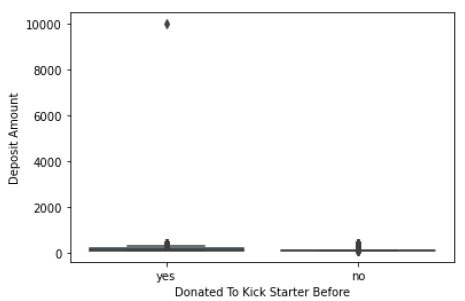 10000
8000
6000
4000
2000
0
Deposit Amount
yes no
Donated To Kick Starter Before